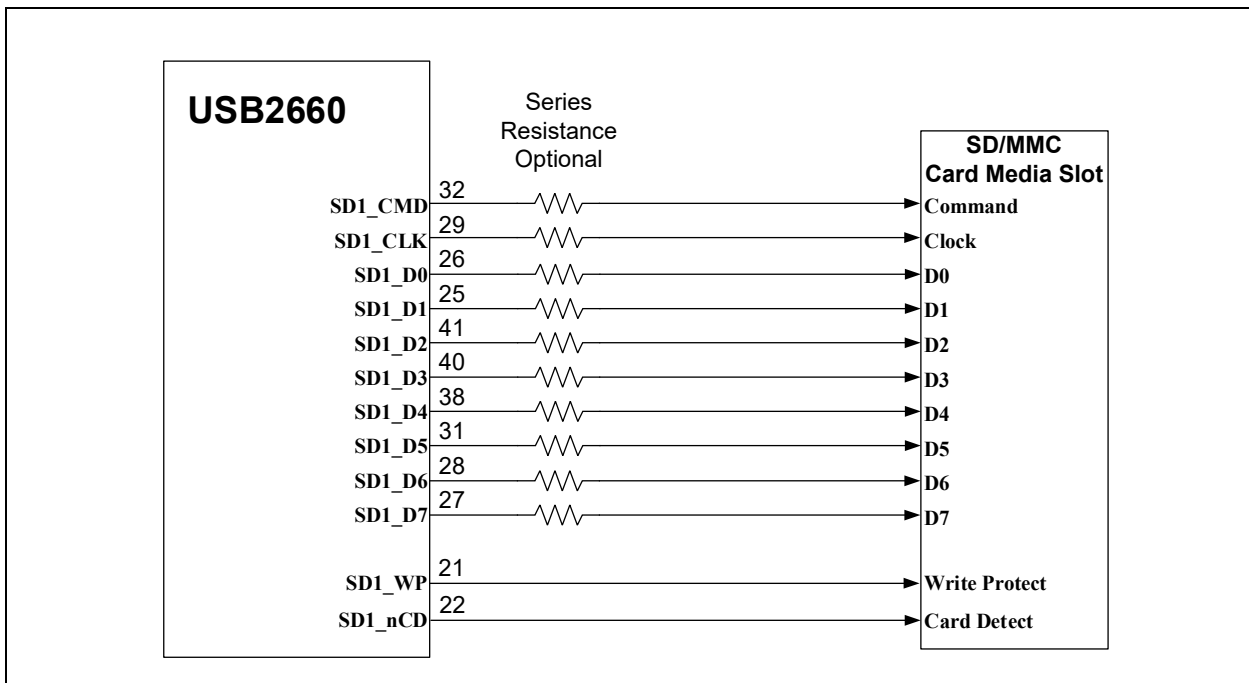 USB2660
Series
Resistance
Optional
SD/MMC
Card Media Slot
SD1_CMD 32 Command
SD1_CLK 29 Clock
SD1_D0 26 D0
SD1_D1 25 D1
SD1_D2 41 D2
SD1_D3 40 D3
SD1_D4 38 D4
SD1_D5 31 D5
SD1_D6 28 D6
SD1_D7 27 D7
SD1_WP 21 Write Protect
SD1_nCD 22 Card Detect